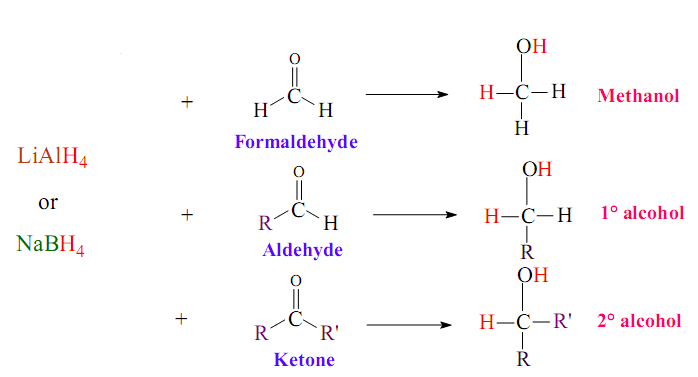 O
OH
+
C
H
H
H–C–H
Methanol
H
Formaldehyde
LiAlH4
or
NaBH4
O
OH
+
C
R
H
H–C–H
1° alcohol
R
Aldehyde
O
OH
+
C
R
R'
H–C–R'
2° alcohol
R
Ketone